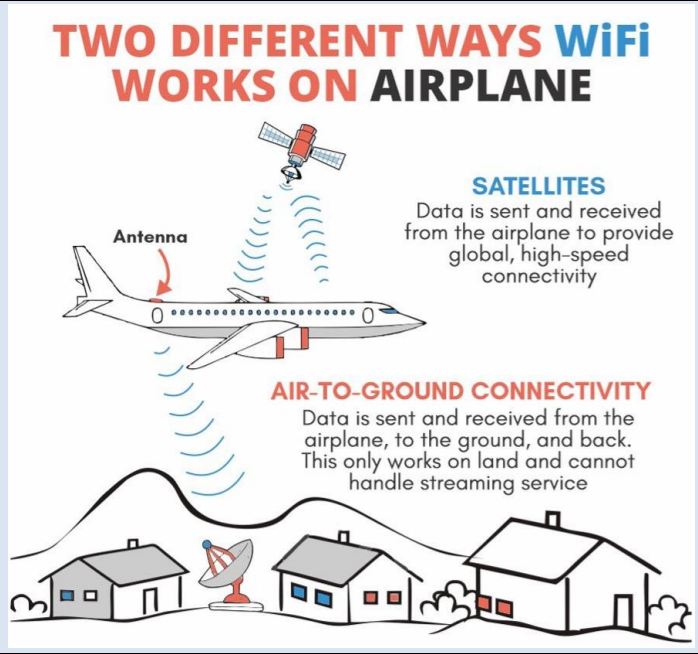 TWO DIFFERENT WAYS WiFi
WORKS ON AIRPLANE
SATELLITES
Data is sent and received
from the airplane to provide
global, high-speed
connectivity
Antenna
AIR-TO-GROUND CONNECTIVITY
Data is sent and received from the
airplane, to the ground, and back.
This only works on land and cannot
handle streaming service